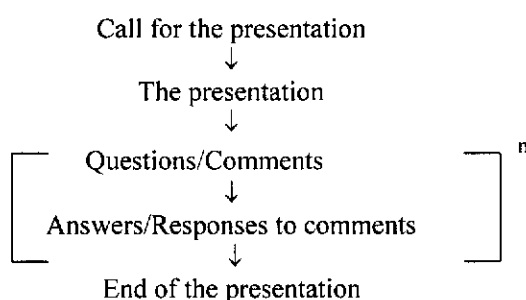 Call for the presentation
↓
The presentation
↓
n
Questions/Comments
↓
Answers/Responses to comments
↓
End of the presentation